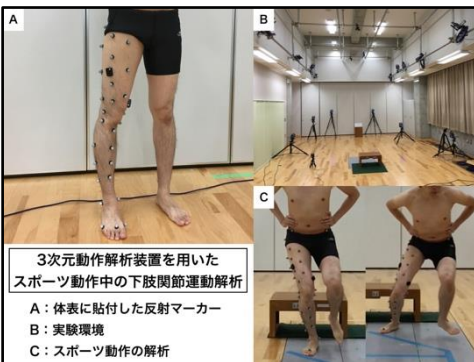 A
B
C
3次元動作解析装置を用いた
スポーツ動作中の下肢関節運動解析
A：体表に貼付した反射マーカー
B：実験環境
C：スポーツ動作の解析